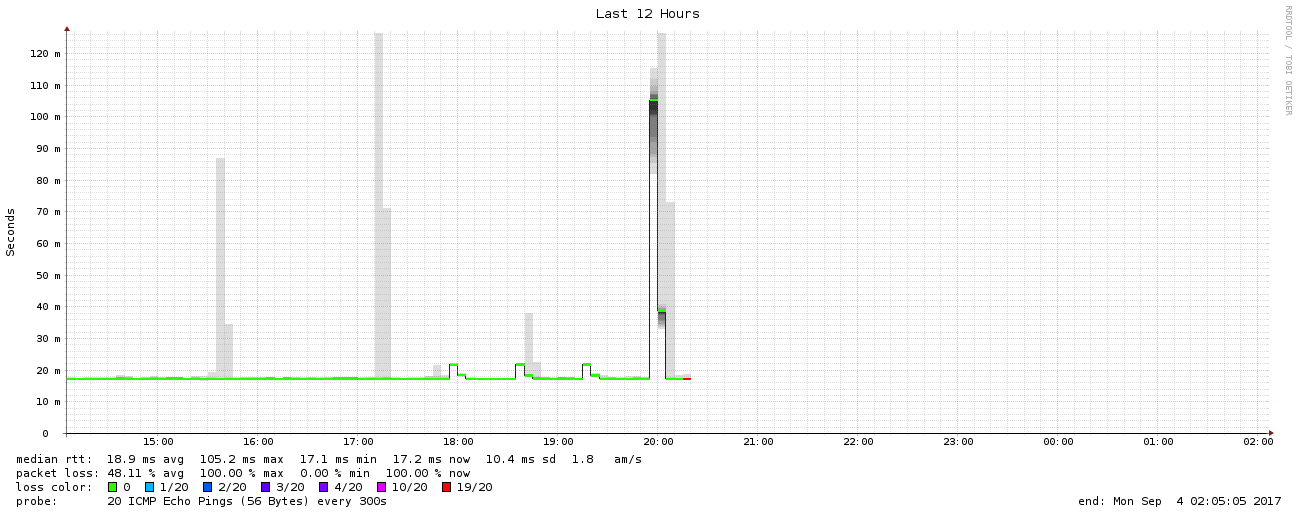 Last 12 Hours
RRDTOOL / TOBI OETIKER
Seconds
120 m
110 m
100 m
90 m
80 m
70 m
60 m
50 m
40 m
30 m
20 m
10 m
0
15:00 16:00 17:00 18:00 19:00 20:00 21:00 22:00 23:00 00:00 01:00 02:00
median rtt: 18.9 ms avg 105.2 ms max 17.1 ms min 17.2 ms now 10.4 ms sd 1.8 am/s
packet loss: 48.11 % avg 100.00 % max 0.00 % min 100.00 % now
loss color: 0 1/20 2/20 3/20 4/20 10/20 19/20
probe: 20 ICMP Echo Pings (56 Bytes) every 300s end: Mon Sep 4 02:05:05 2017